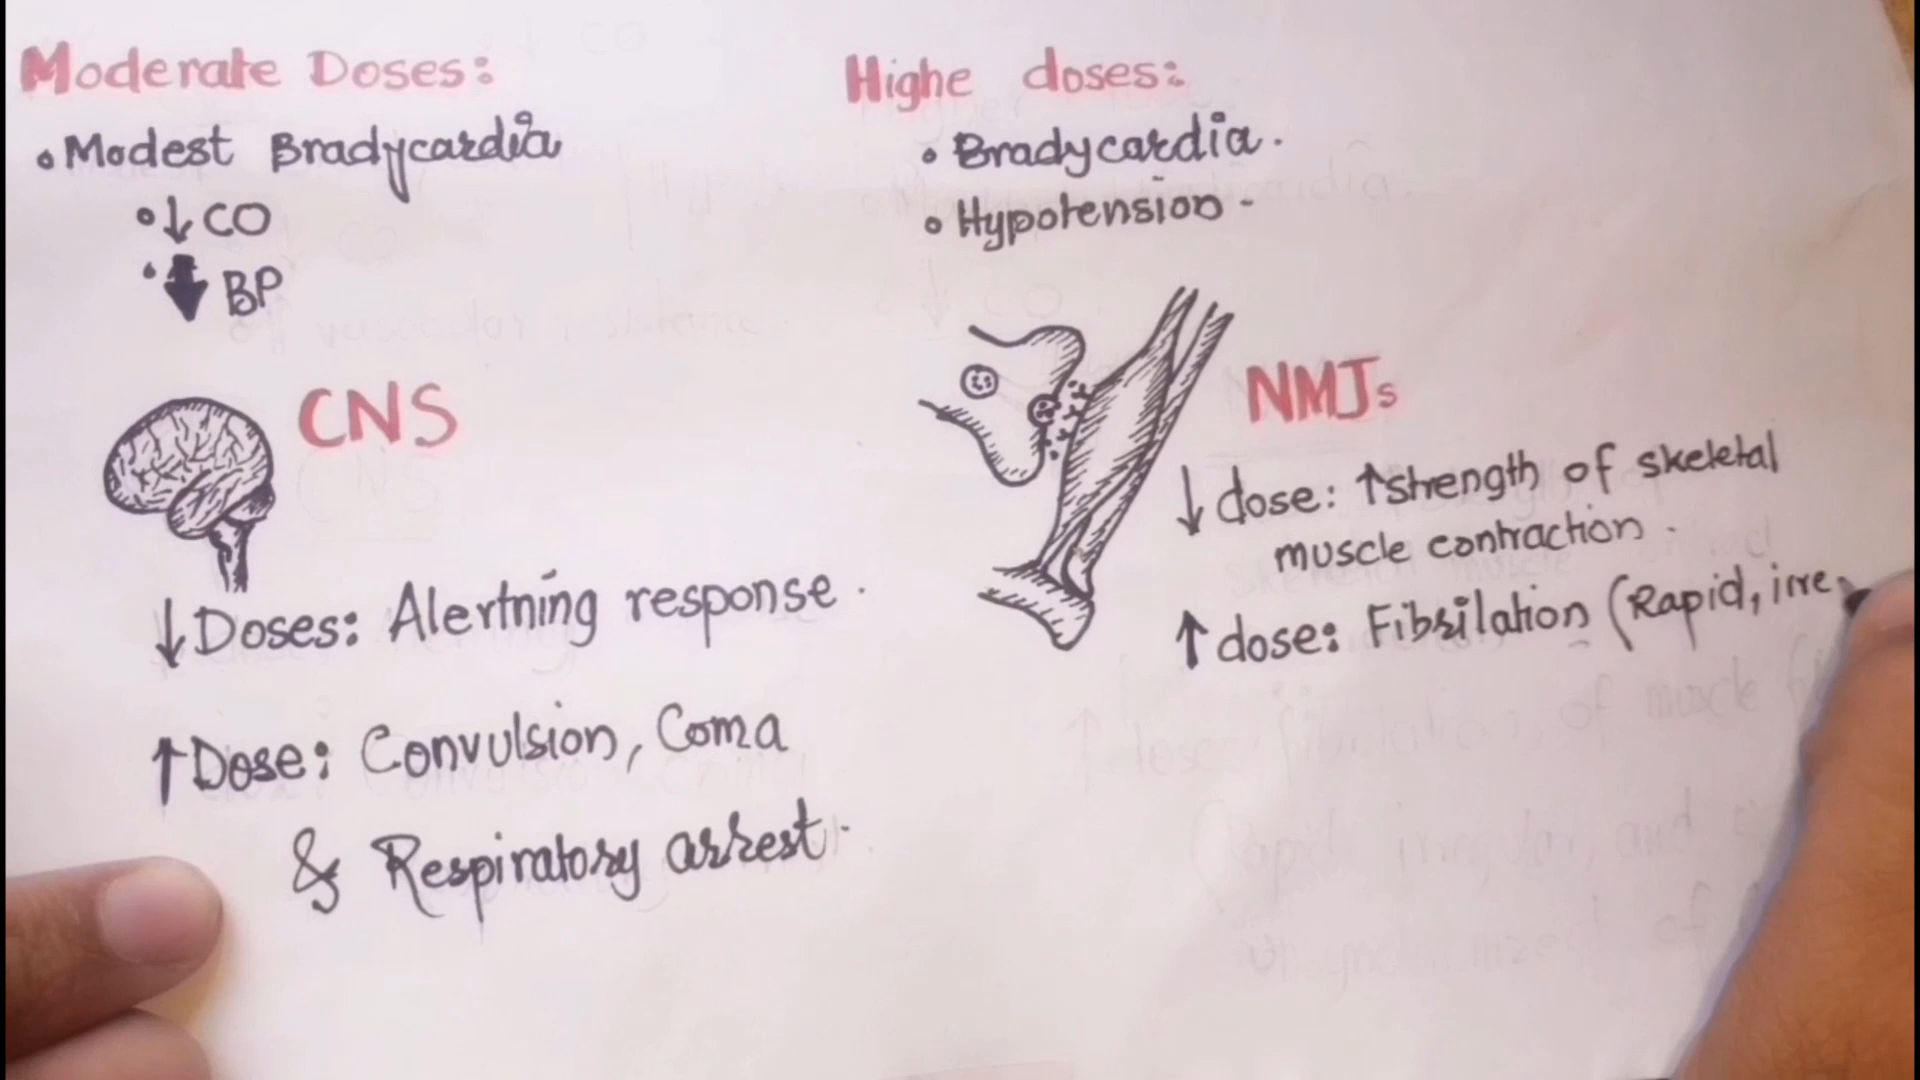 Moderate Doses:
• Modest Bradycardia
• ↓ CO
• ↓ BP
Highe doses:
• Bradycardia.
• Hypotension -
CNS
↓ Doses: Alertning response.
↑ Dose: Convulsion, Coma
& Respiratory arrest.
NMJs
↓ dose: ↑ strength of skeletal
muscle contraction.
↑ dose: Fibrilation (Rapid, irre